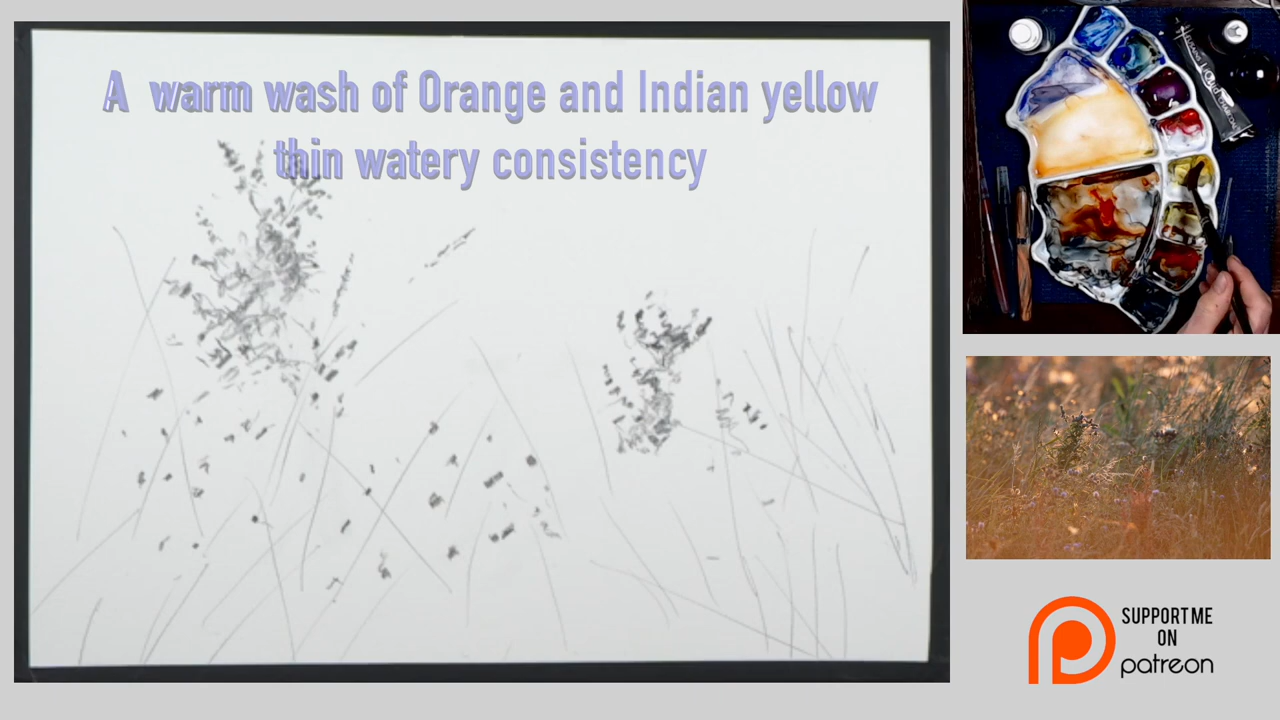 A warm wash of Orange and Indian yellow
thin watery consistency
SUPPORT ME
ON
patreon